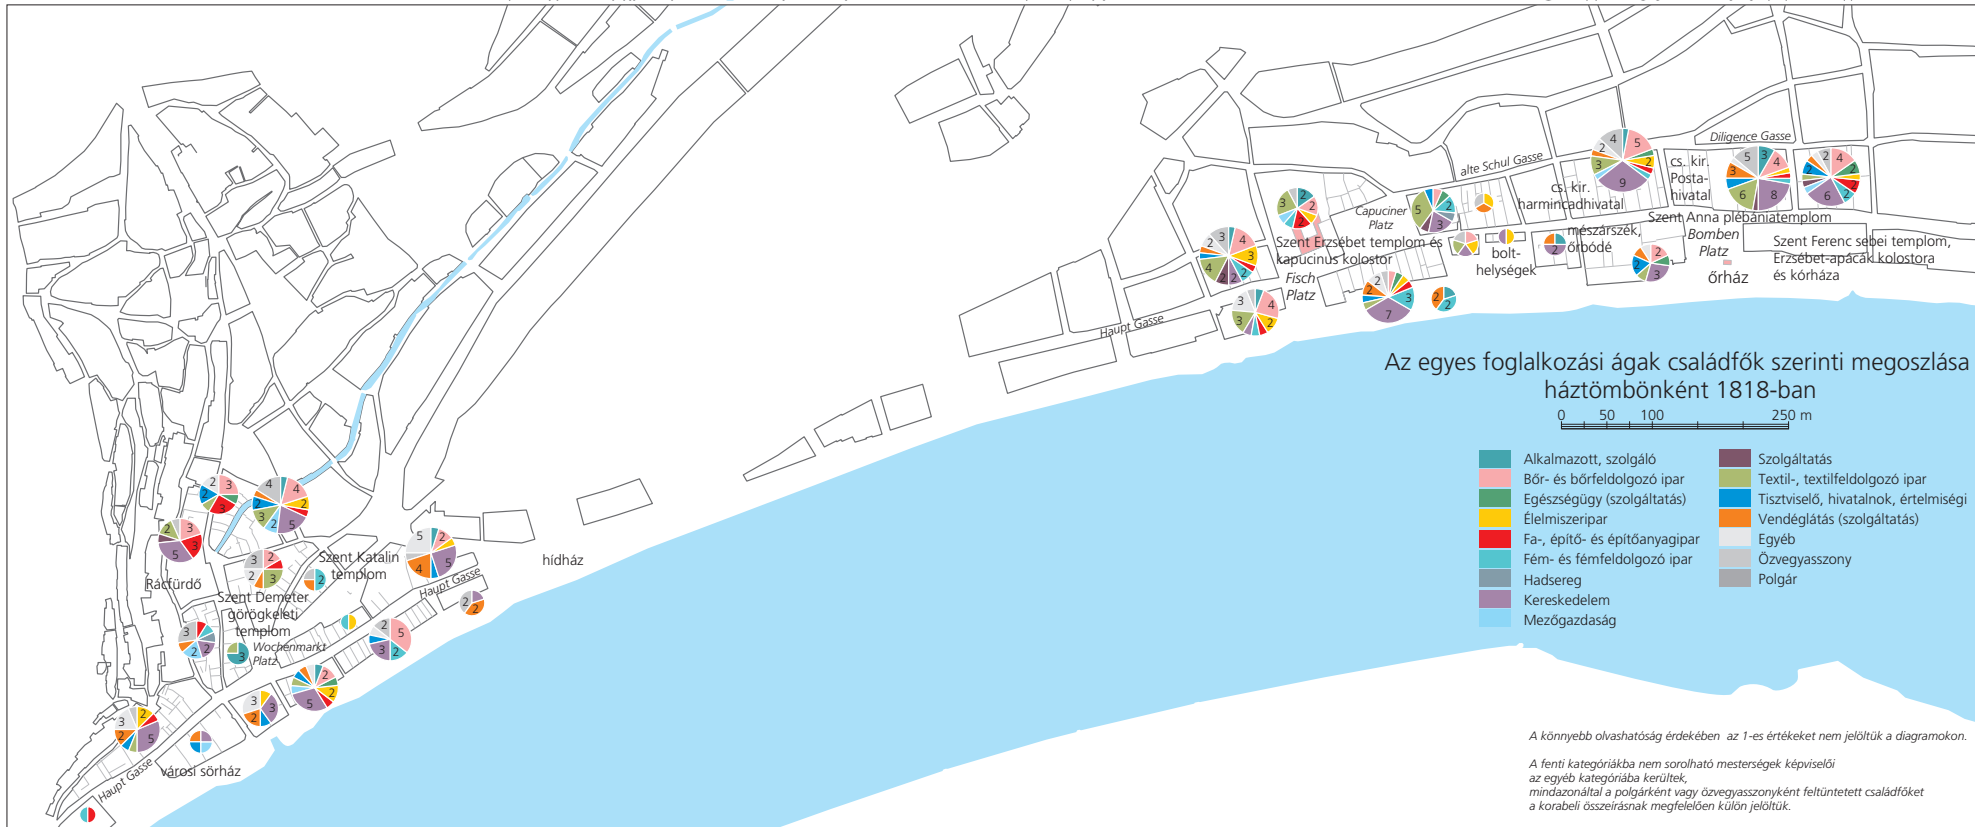 Diligence Gasse
alte Schul Gasse
cs. kir.
Posta-
hivatal
cs. kir.
harmincadhivatal
Capuciner
Platz
Szent Anna plébániatemplom
mészárszék,
őrbódé
Bomben
Platz
Szent Ferenc sebei templom,
Erzsébet-apácák kolostora
és kórháza
Szent Erzsébet templom és
kapucinus kolostor
bolt-
helységek
őrház
Fisch
Platz
Haupt Gasse
Az egyes foglalkozási ágak családfők szerinti megoszlása
háztömbönként 1818-ban
0 50 100 250 m
Alkalmazott, szolgáló
Bőr- és bőrfeldolgozó ipar
Egészségügy (szolgáltatás)
Élelmiszeripar
Fa-, építő- és építőanyagipar
Fém- és fémfeldolgozó ipar
Hadsereg
Kereskedelem
Mezőgazdaság
Szolgáltatás
Textil-, textilfeldolgozó ipar
Tisztviselő, hivatalnok, értelmiségi
Vendéglátás (szolgáltatás)
Egyéb
Özvegyasszony
Polgár
hídház
Szent Katalin
templom
Rácfürdő
Haupt Gasse
Szent Demeter
görögkeleti
templom
Wochenmarkt
Platz
városi sörház
Haupt Gasse
A könnyebb olvashatóság érdekében az 1-es értékeket nem jelöltük a diagramokon.
A fenti kategóriákba nem sorolható mesterségek képviselői
az egyéb kategóriába kerültek,
mindazonáltal a polgárként vagy özvegyasszonyként feltüntetett családfőket
a korabeli összeírásnak megfelelően külön jelöltük.